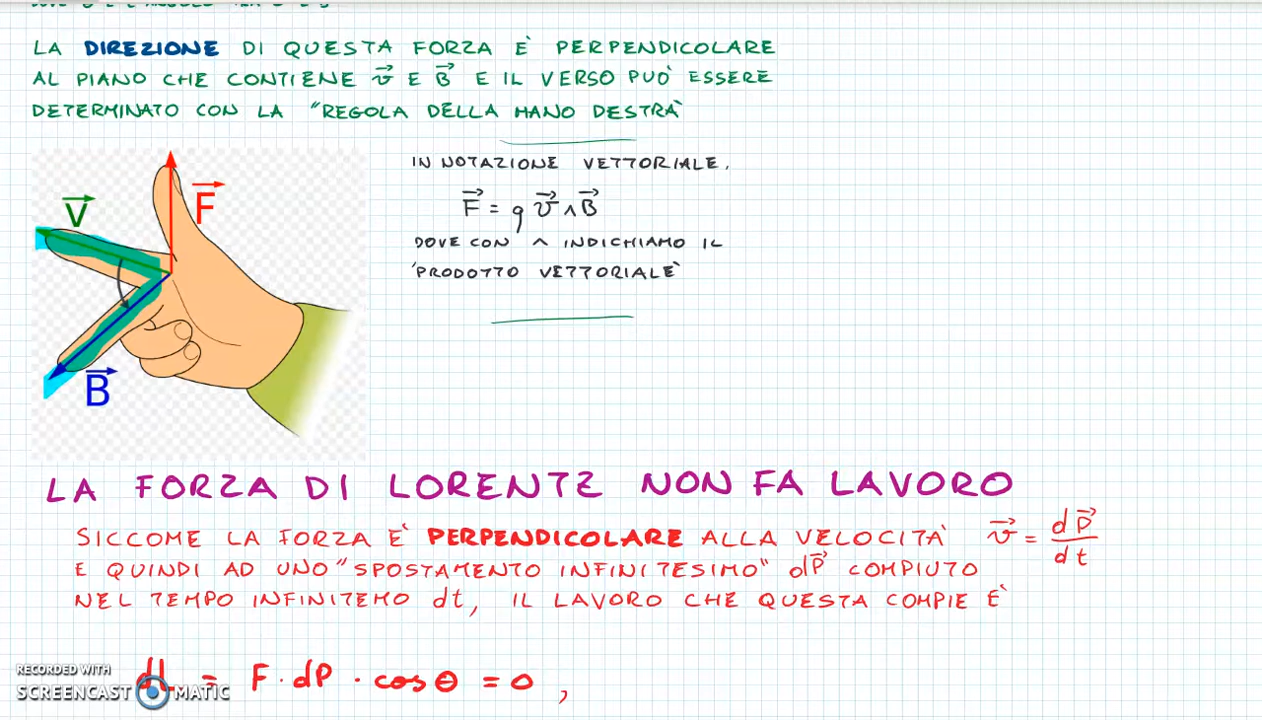 LA DIREZIONE DI QUESTA FORZA È PERPENDICOLARE
AL PIANO CHE CONTIENE v⃗ E B⃗ E IL VERSO PUÒ ESSERE
DETERMINATO CON LA "REGOLA DELLA MANO DESTRA"
IN NOTAZIONE VETTORIALE.
F⃗ = q v⃗ ∧ B⃗
DOVE CON ∧ INDICHIAMO IL
"PRODOTTO VETTORIALE"
V⃗
F⃗
B⃗
LA FORZA DI LORENTZ NON FA LAVORO
SICCOME LA FORZA È PERPENDICOLARE ALLA VELOCITÀ v⃗ = dP⃗/dt
E QUINDI AD UNO "SPOSTAMENTO INFINITESIMO" dP⃗ COMPIUTO
NEL TEMPO INFINITEMO dt, IL LAVORO CHE QUESTA COMPIE È
dL = F · dP · cos θ = 0,
RECORDED WITH
SCREENCAST MATIC